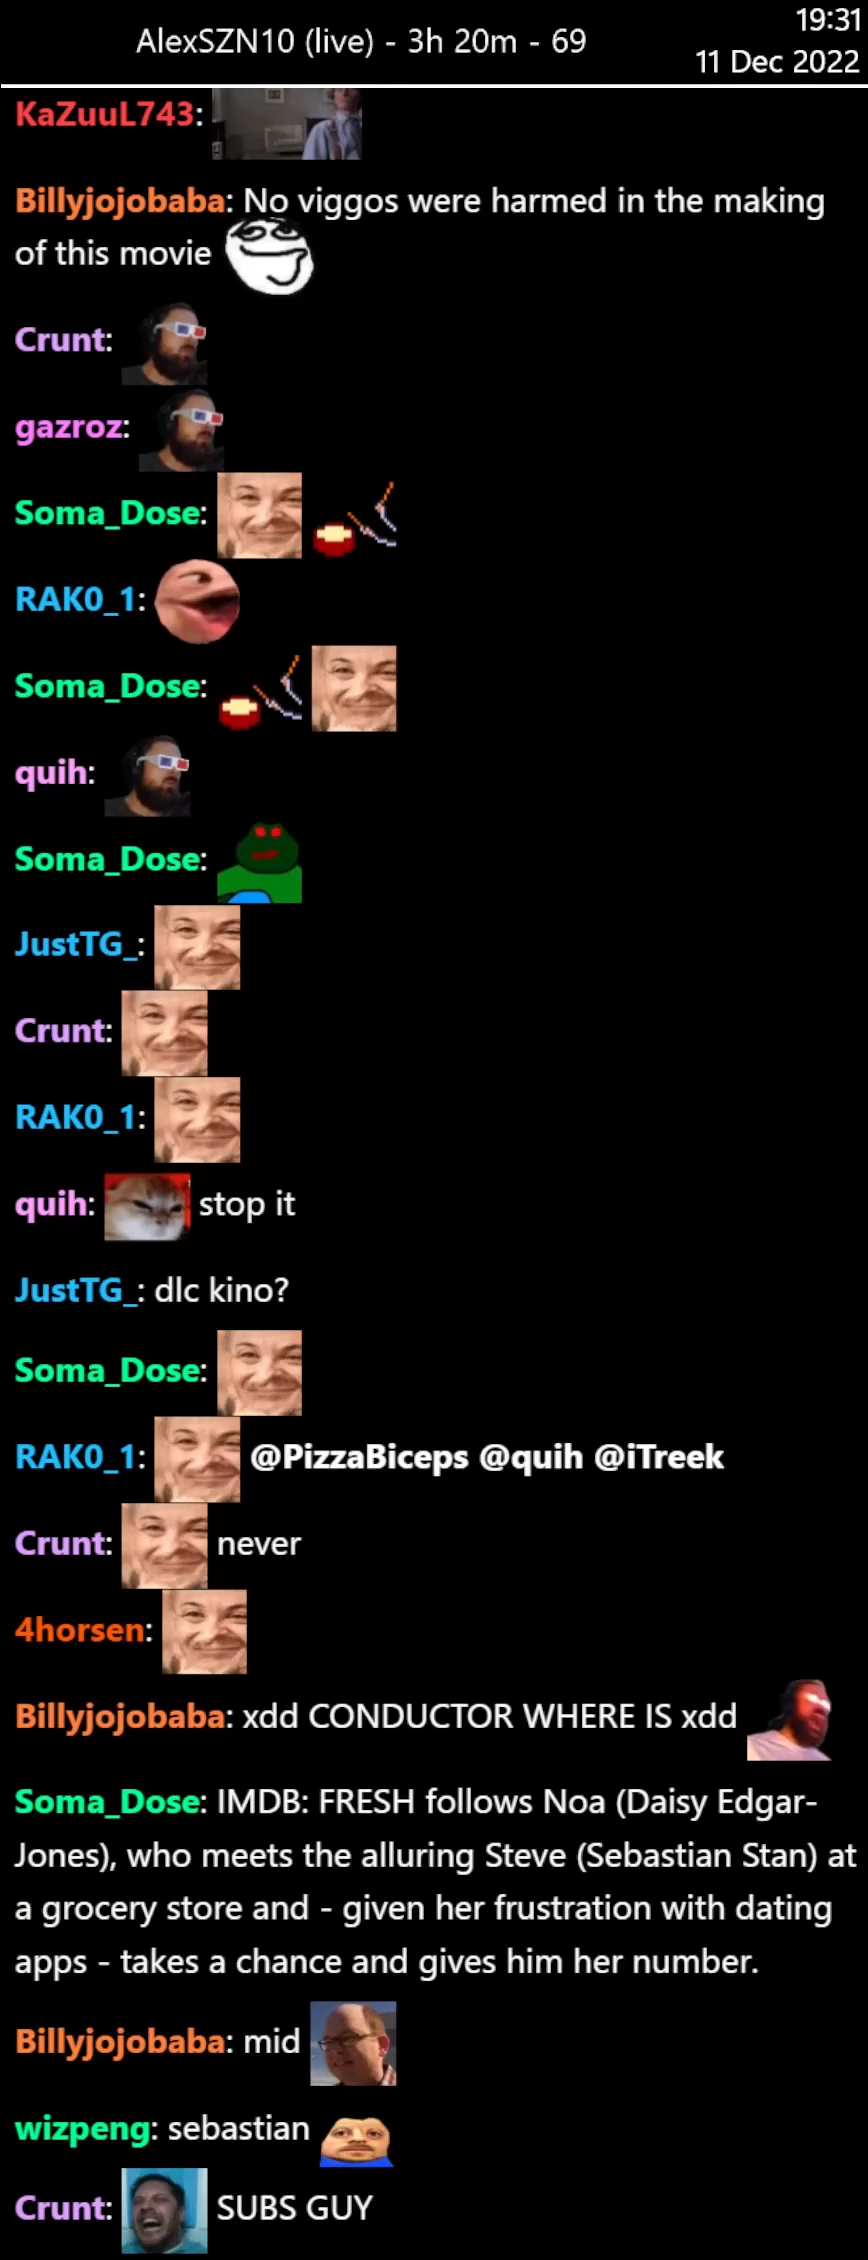 AlexSZN10 (live) - 3h 20m - 69
19:31
11 Dec 2022
KaZuuL743:
Billyjojobaba: No viggos were harmed in the making
of this movie
Crunt:
gazroz:
Soma_Dose:
RAK0_1:
Soma_Dose:
quih:
Soma_Dose:
JustTG_:
Crunt:
RAK0_1:
quih: stop it
JustTG_: dlc kino?
Soma_Dose:
RAK0_1: @PizzaBiceps @quih @iTreek
Crunt: never
4horsen:
Billyjojobaba: xdd CONDUCTOR WHERE IS xdd
Soma_Dose: IMDB: FRESH follows Noa (Daisy Edgar-
Jones), who meets the alluring Steve (Sebastian Stan) at
a grocery store and - given her frustration with dating
apps - takes a chance and gives him her number.
Billyjojobaba: mid
wizpeng: sebastian
Crunt: SUBS GUY